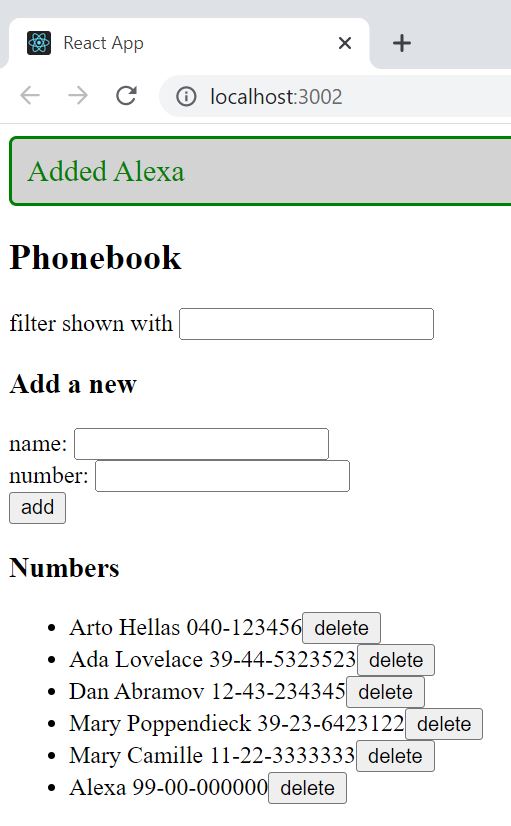 React App
localhost:3002
Added Alexa
Phonebook
filter shown with
Add a new
name:
number:
add
Numbers
Arto Hellas 040-123456 delete
Ada Lovelace 39-44-5323523 delete
Dan Abramov 12-43-234345 delete
Mary Poppendieck 39-23-6423122 delete
Mary Camille 11-22-3333333 delete
Alexa 99-00-000000 delete